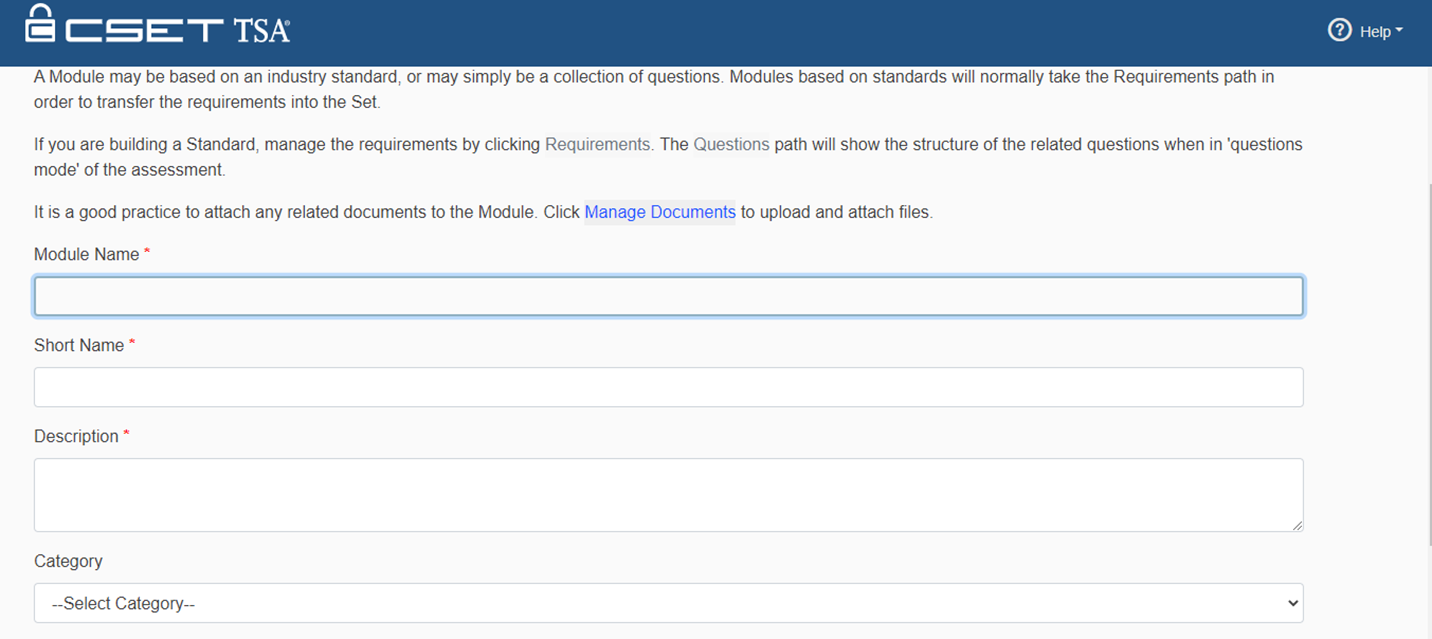 CSET TSA
? Help
A Module may be based on an industry standard, or may simply be a collection of questions. Modules based on standards will normally take the Requirements path in
order to transfer the requirements into the Set.
If you are building a Standard, manage the requirements by clicking Requirements. The Questions path will show the structure of the related questions when in 'questions
mode' of the assessment.
It is a good practice to attach any related documents to the Module. Click Manage Documents to upload and attach files.
Module Name *
Short Name *
Description *
Category
--Select Category--